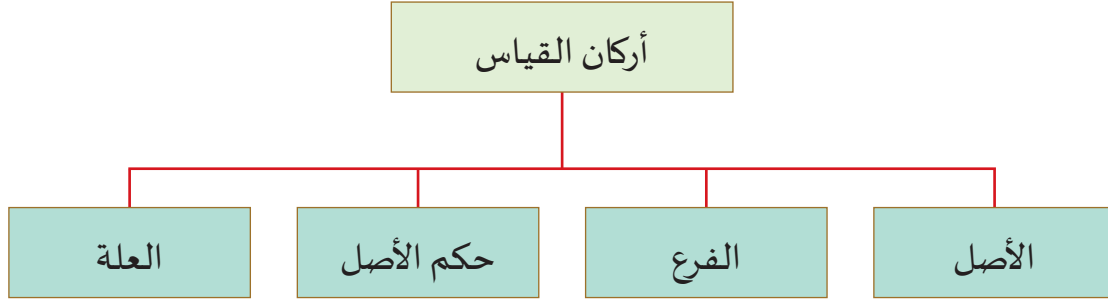 أركان القياس
الأصل
الفرع
حكم الأصل
العلة